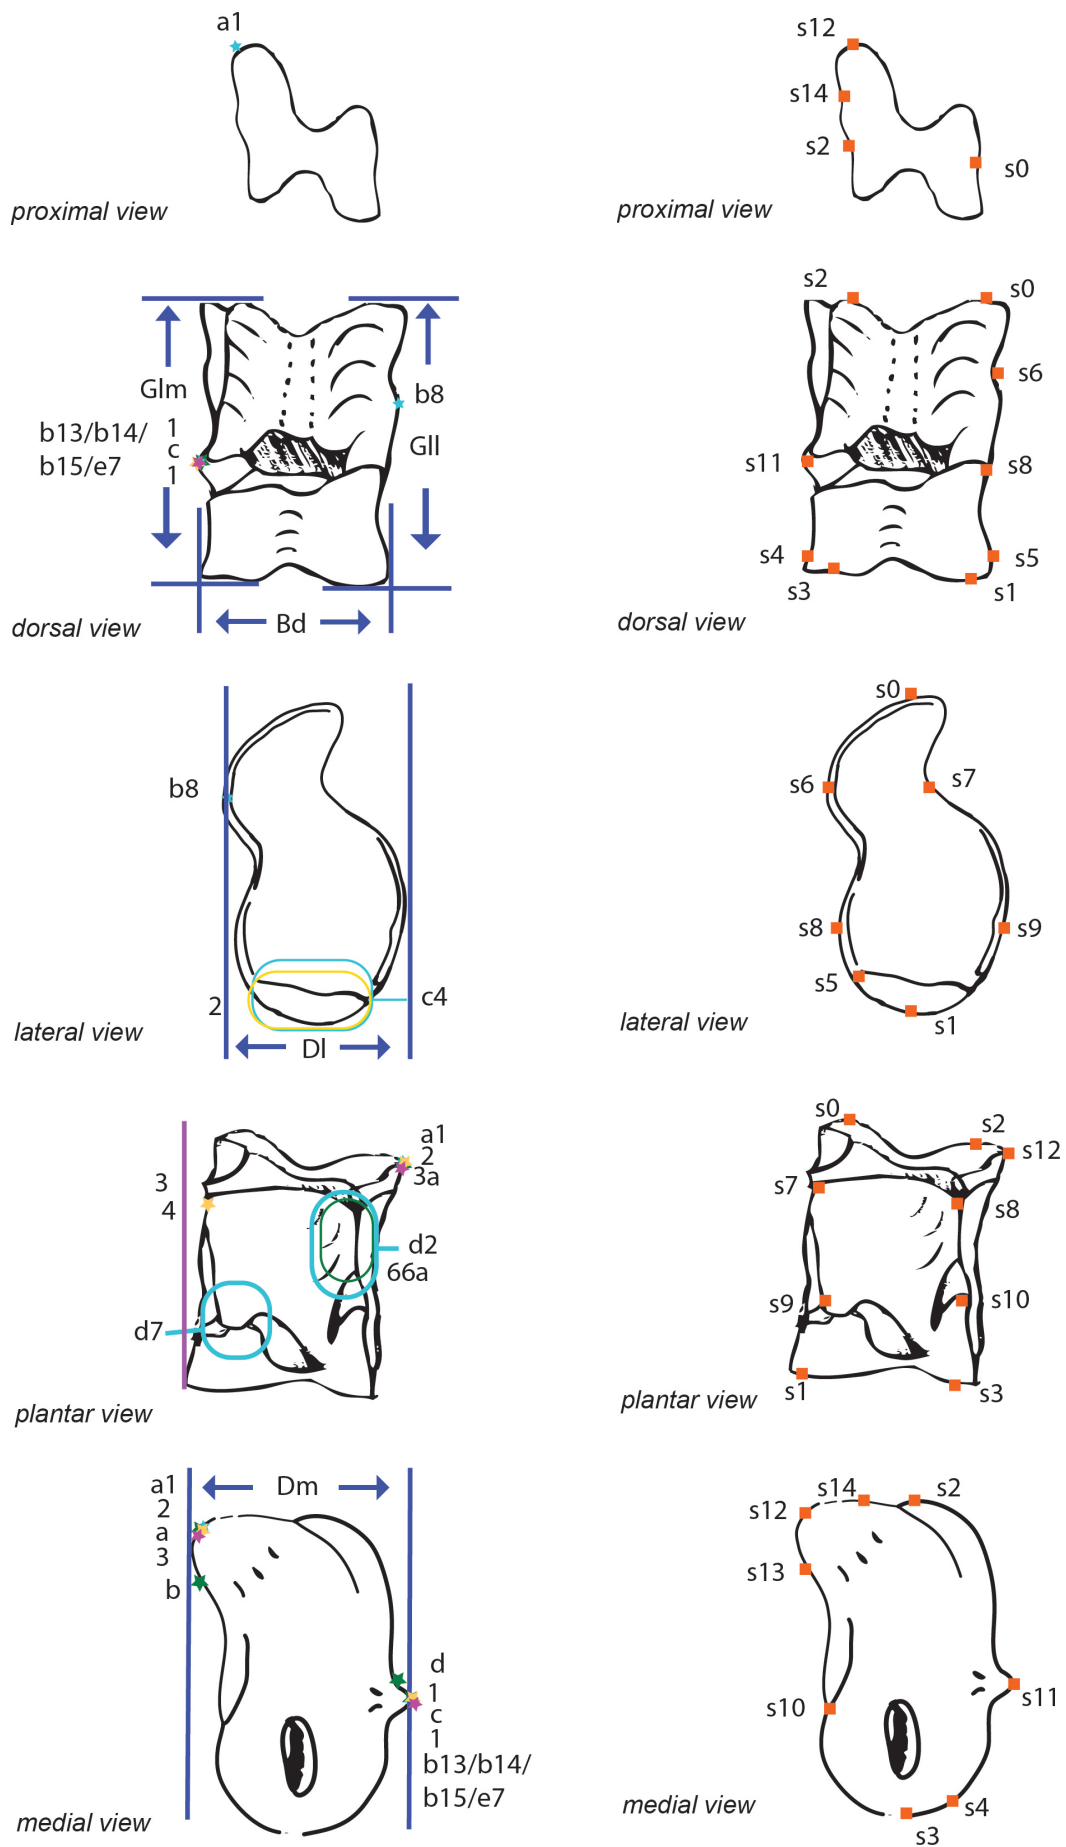 a1
proximal view
s12
s14
s2
s0
proximal view
Glm
b8
b13/b14/
1
c
Gll
b15/e7
1
Bd
dorsal view
s2
s0
s6
s11
s8
s4
s5
s3
s1
dorsal view
b8
2
c4
Dl
lateral view
s0
s6
s7
s8
s9
s5
s1
lateral view
a1
2
3a
3
4
d2
66a
d7
plantar view
s0
s2
s12
s7
s8
s9
s10
s1
s3
plantar view
a1
Dm
2
a
3
b
d
1
c
1
b13/b14/
b15/e7
medial view
s14
s2
s12
s13
s11
s10
s4
s3
medial view